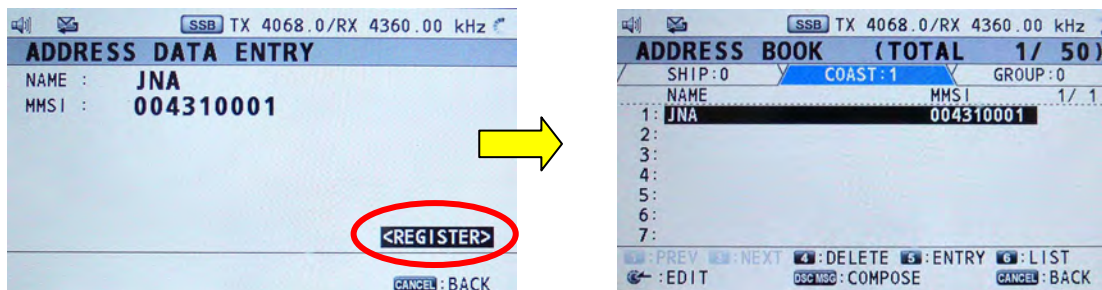 SSB TX 4068.0/RX 4360.00 kHz
ADDRESS DATA ENTRY
NAME : JNA
MMSI : 004310001
<REGISTER>
CANCEL : BACK
SSB TX 4068.0/RX 4360.00 kHz
ADDRESS BOOK (TOTAL 1/ 50)
SHIP:0 COAST:1 GROUP:0
NAME MMSI 1/ 1
1: JNA 004310001
2:
3:
4:
5:
6:
7:
:PREV :NEXT 4 :DELETE 5 :ENTRY 6 :LIST
:EDIT DSC MSG : COMPOSE CANCEL : BACK